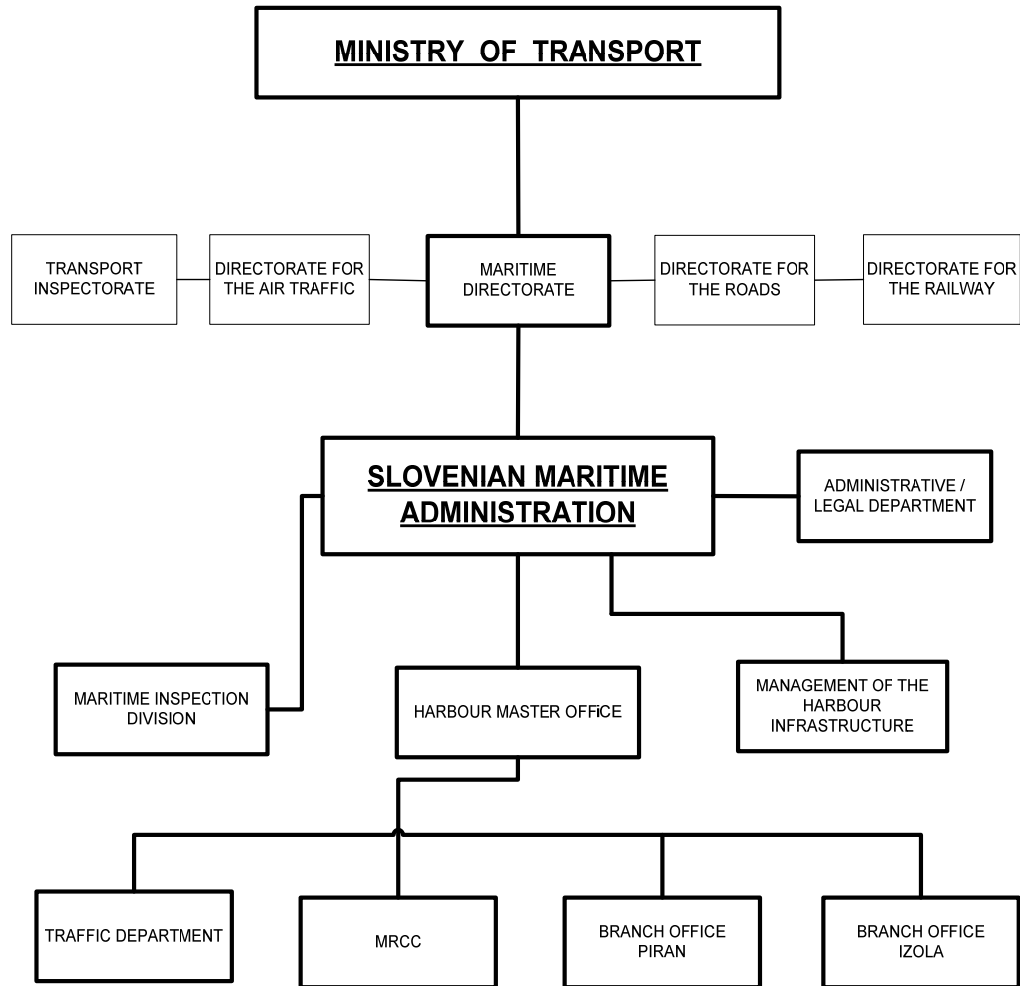 MINISTRY OF TRANSPORT
TRANSPORT
INSPECTORATE
DIRECTORATE FOR
THE AIR TRAFFIC
MARITIME
DIRECTORATE
DIRECTORATE FOR
THE ROADS
DIRECTORATE FOR
THE RAILWAY
SLOVENIAN MARITIME
ADMINISTRATION
ADMINISTRATIVE /
LEGAL DEPARTMENT
MARITIME INSPECTION
DIVISION
HARBOUR MASTER OFFiCE
MANAGEMENT OF THE
HARBOUR
INFRASTRUCTURE
TRAFFIC DEPARTMENT
MRCC
BRANCH OFFICE
PIRAN
BRANCH OFFICE
IZOLA